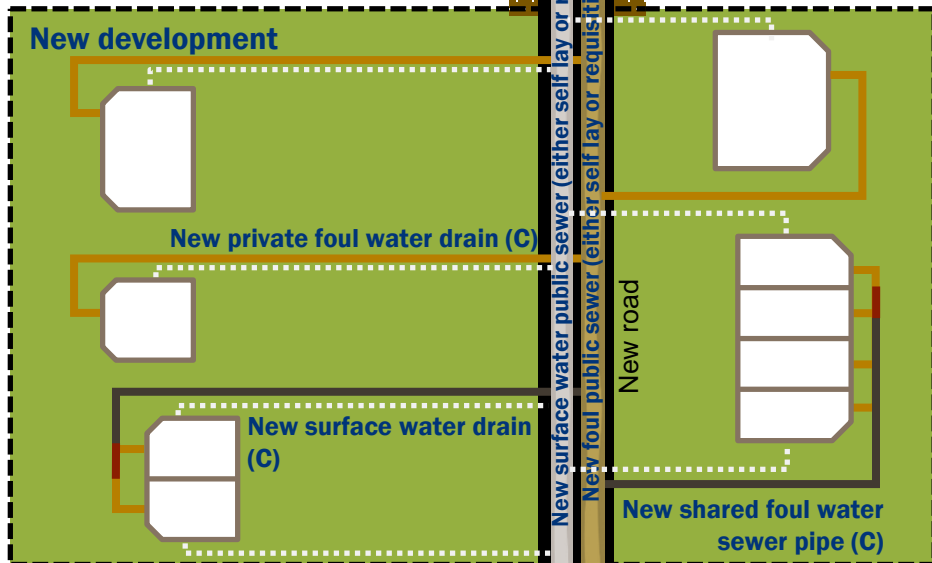 New development
New private foul water drain (C)
New surface water drain
(C)
New surface water public sewer (either self lay or
New foul public sewer (either self lay or
New road
New shared foul water
sewer pipe (C)